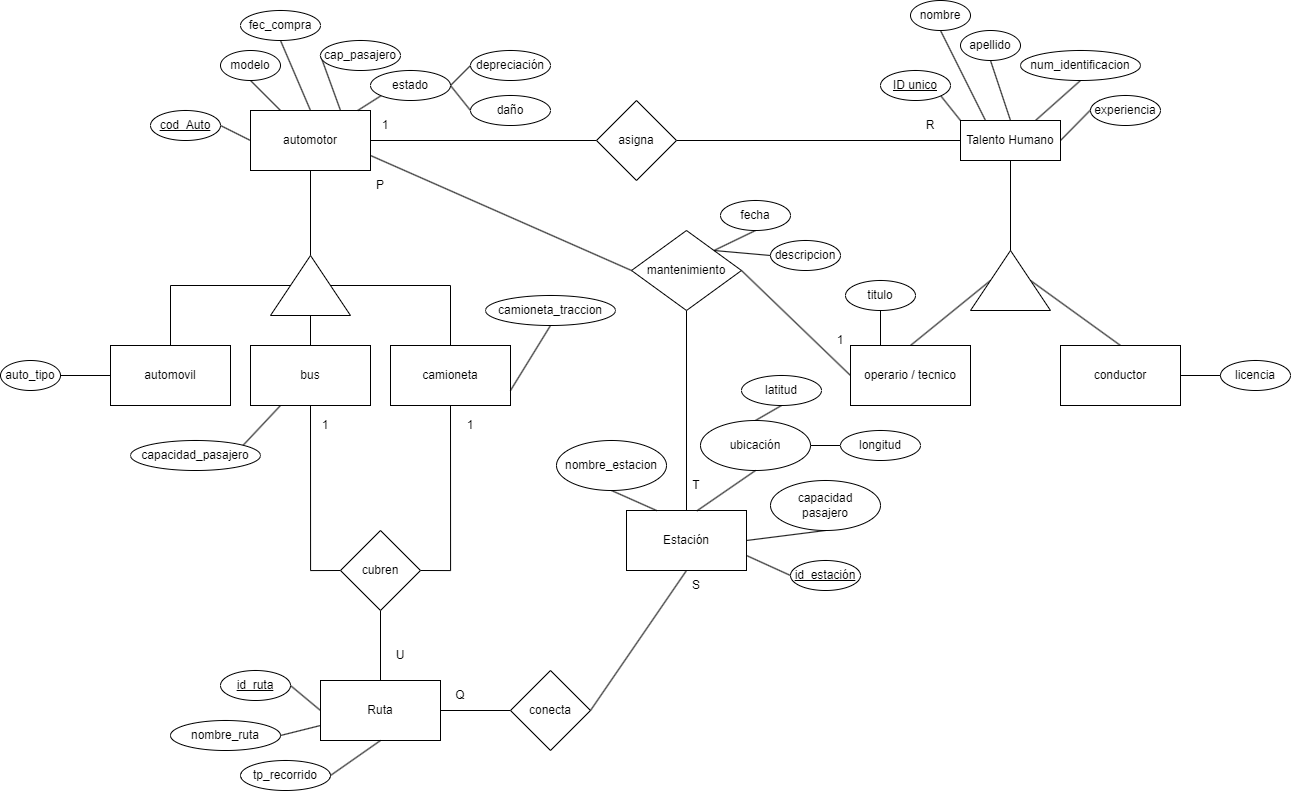 nombre
fec_compra
apellido
cap_pasajero
modelo
depreciación
num_identificacion
estado
ID unico
daño
experiencia
cod_Auto
1
R
automotor
asigna
Talento Humano
P
fecha
descripcion
mantenimiento
titulo
camioneta_traccion
1
auto_tipo
automovil
bus
camioneta
operario / tecnico
conductor
licencia
latitud
1
1
ubicación
longitud
capacidad_pasajero
nombre_estacion
T
capacidad
pasajero
Estación
cubren
id_estación
S
U
id_ruta
Q
Ruta
conecta
nombre_ruta
tp_recorrido